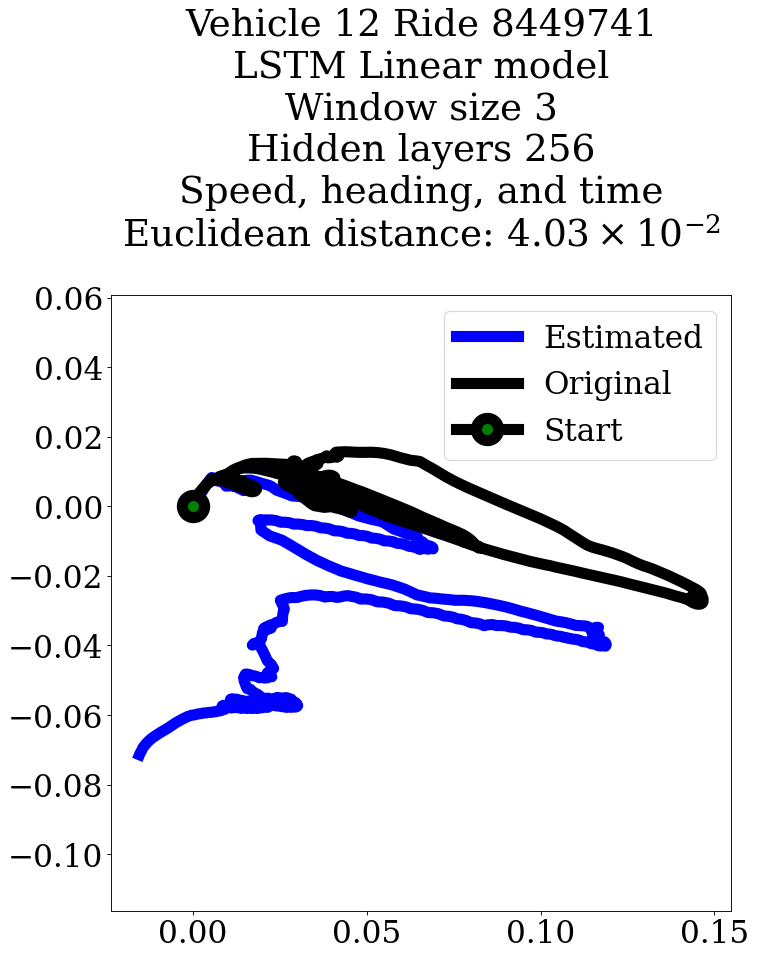 Vehicle 12 Ride 8449741
LSTM Linear model
Window size 3
Hidden layers 256
Speed, heading, and time
Euclidean distance: 4.03 × 10⁻²
Estimated
Original
Start
0.06
0.04
0.02
0.00
−0.02
−0.04
−0.06
−0.08
−0.10
0.00 0.05 0.10 0.15